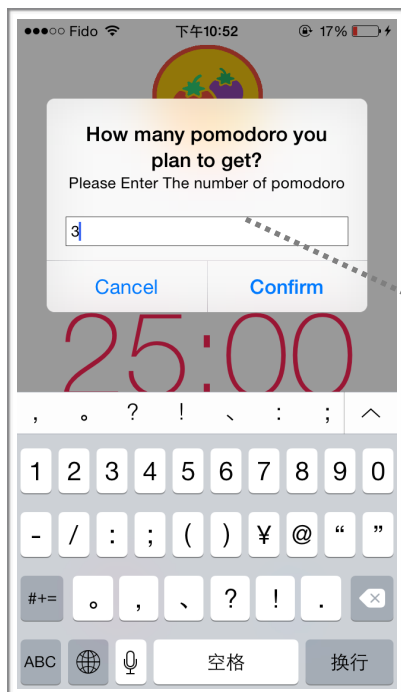 Fido 下午10:52 17%
How many pomodoro you
plan to get?
Please Enter The number of pomodoro
3
Cancel Confirm
25:00
, 。 ? ! 、 : ; 
1 2 3 4 5 6 7 8 9 0
- / : ; ( ) ¥ @ “ ”
#+= 。 , 、 ? ! .
ABC 空格 换行